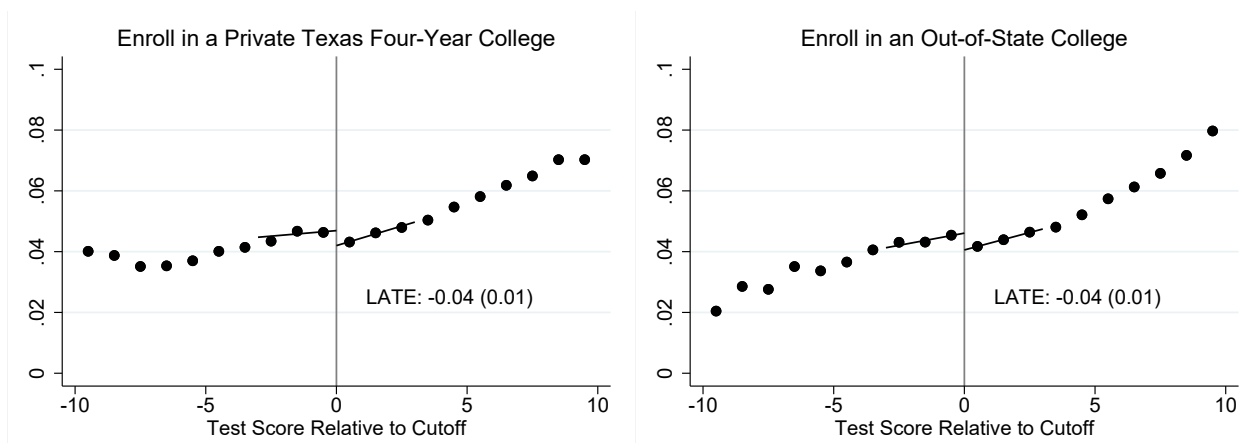 Enroll in a Private Texas Four-Year College
.1
.08
.06
.04
.02
0
LATE: -0.04 (0.01)
-10 -5 0 5 10
Test Score Relative to Cutoff
Enroll in an Out-of-State College
.1
.08
.06
.04
.02
0
LATE: -0.04 (0.01)
-10 -5 0 5 10
Test Score Relative to Cutoff